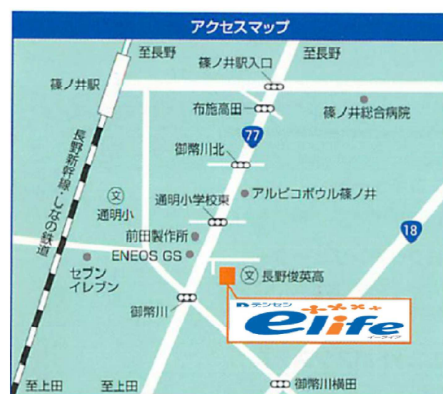 アクセスマップ
至長野
至長野
篠ノ井駅入口
篠ノ井駅
布施高田
篠ノ井総合病院
77
御幣川北
長野新幹線・しなの鉄道
文
通明小
アルピコボウル篠ノ井
通明小学校東
18
前田製作所
ENEOS GS
セブン
イレブン
文 長野俊英高
御幣川
デンセン
elife
イーライフ
至上田
至上田
御幣川横田